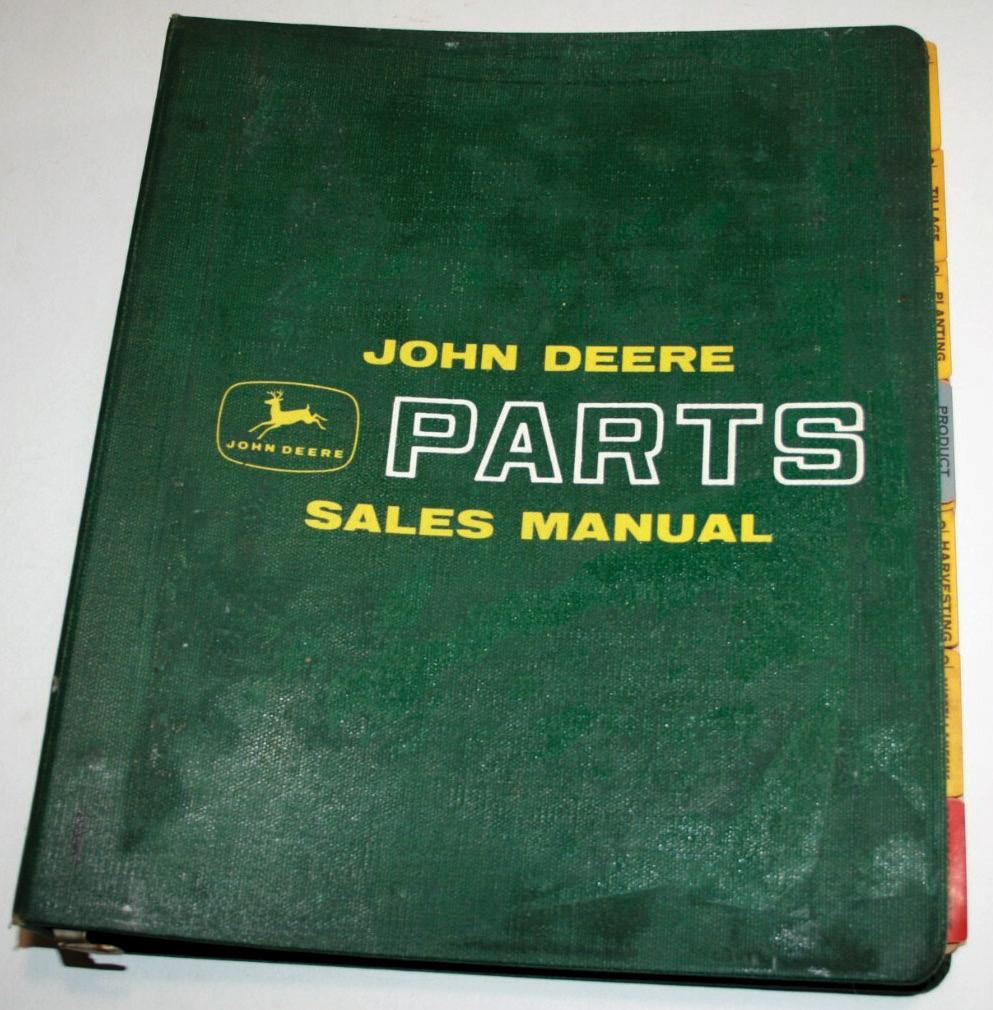 JOHN DEERE
JOHN DEERE
PARTS
SALES MANUAL
TILLAGE
PLANTING
PRODUCT
HARVESTING